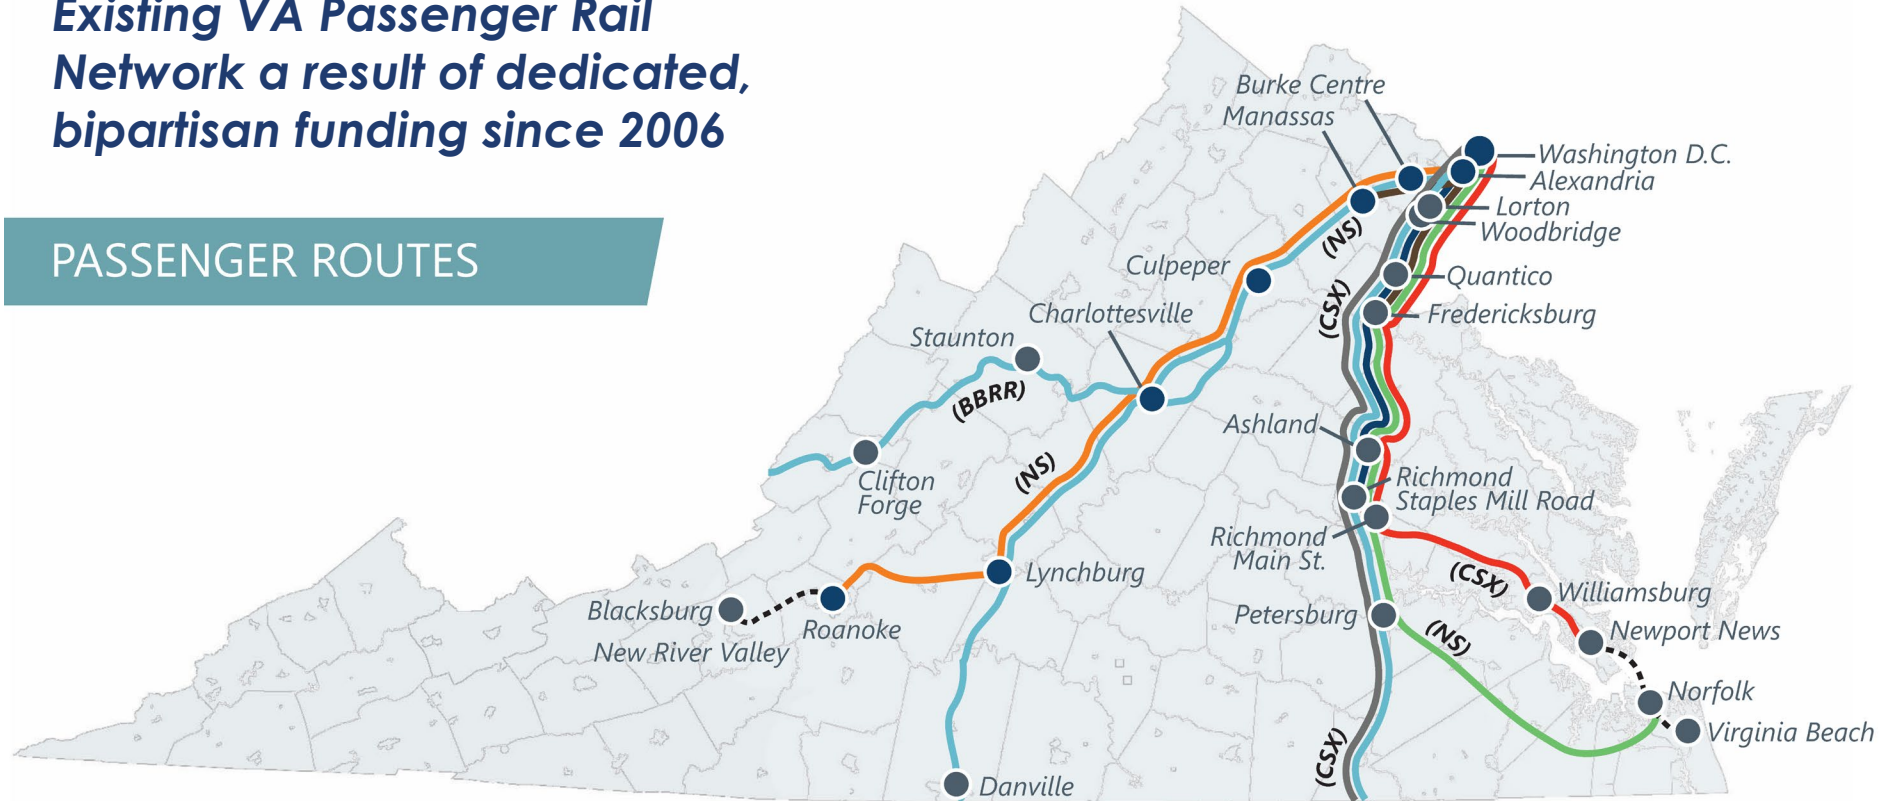 Existing VA Passenger Rail
Network a result of dedicated,
bipartisan funding since 2006
PASSENGER ROUTES
Burke Centre
Manassas
Washington D.C.
Alexandria
Lorton
Woodbridge
(NS)
Culpeper
Quantico
Charlottesville
(CSX)
Fredericksburg
Staunton
(BBRR)
Ashland
Clifton
Forge
(NS)
Richmond
Staples Mill Road
Richmond
Main St.
Lynchburg
(CSX)
Williamsburg
Blacksburg
New River Valley
Roanoke
Petersburg
(NS)
Newport News
Norfolk
Virginia Beach
(CSX)
Danville